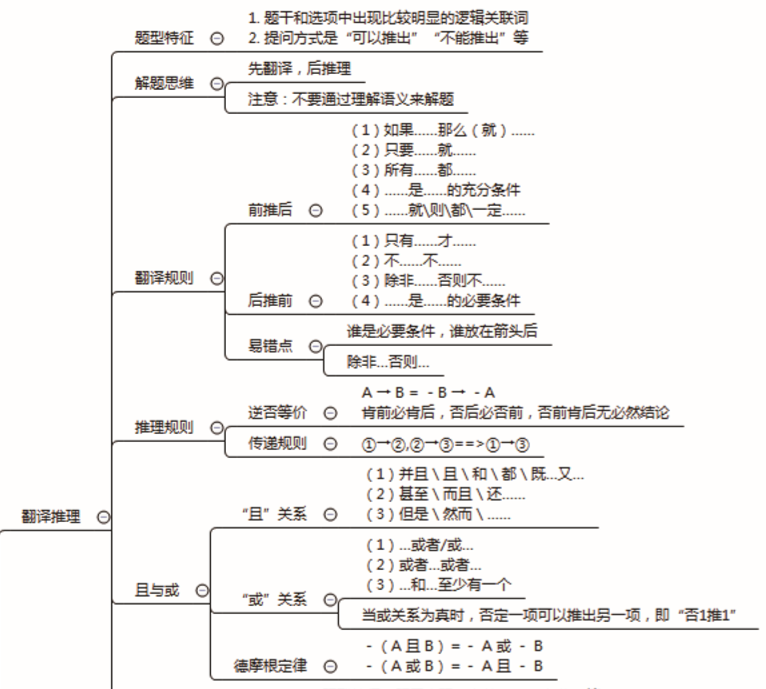 翻译推理
题型特征
1. 题干和选项中出现比较明显的逻辑关联词
2. 提问方式是“可以推出”“不能推出”等
解题思维
先翻译，后推理
注意：不要通过理解语义来解题
翻译规则
前推后
（1）如果……那么（就）……
（2）只要……就……
（3）所有……都……
（4）……是……的充分条件
（5）……就\则\都\一定……
后推前
（1）只有……才……
（2）不……不……
（3）除非……否则不……
（4）……是……的必要条件
易错点
谁是必要条件，谁放在箭头后
除非...否则...
推理规则
逆否等价
A → B = - B → - A
肯前必肯后，否后必否前，否前肯后无必然结论
传递规则
①→②,②→③==>①→③
且与或
“且”关系
（1）并且 \ 且 \ 和 \ 都 \ 既...又...
（2）甚至 \ 而且 \ 还......
（3）但是 \ 然而 \ ......
“或”关系
（1）...或者/或...
（2）或者...或者...
（3）...和...至少有一个
当或关系为真时，否定一项可以推出另一项，即“否1推1”
德摩根定律
-（A 且 B）= - A 或 - B
-（A 或 B）= - A 且 - B